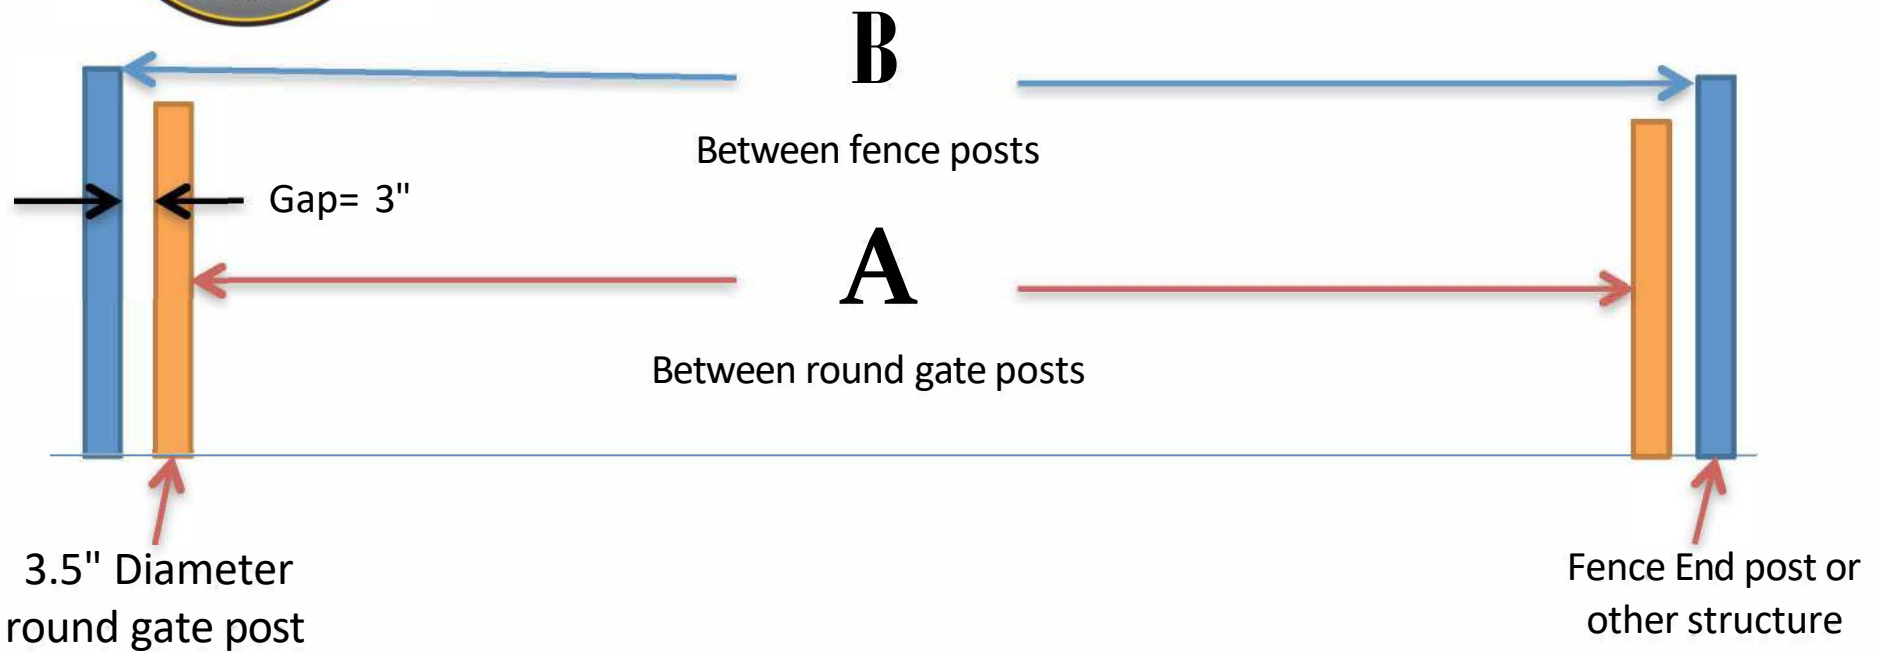 B
Between fence posts
Gap= 3"
A
Between round gate posts
3.5" Diameter
round gate post
Fence End post or
other structure